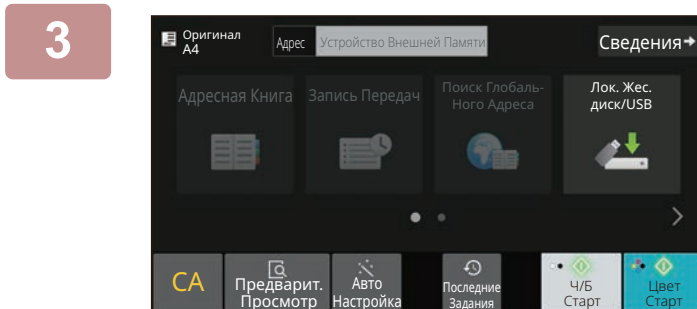 3
Оригинал
A4
Адрес
Устройство Внешней Памяти
Сведения
Адресная Книга
Запись Передач
Поиск Глобаль-
Ного Адреса
Лок. Жес.
диск/USB
CA
Предварит.
Просмотр
Авто
Настройка
Последние
Задания
Ч/Б
Старт
Цвет
Старт